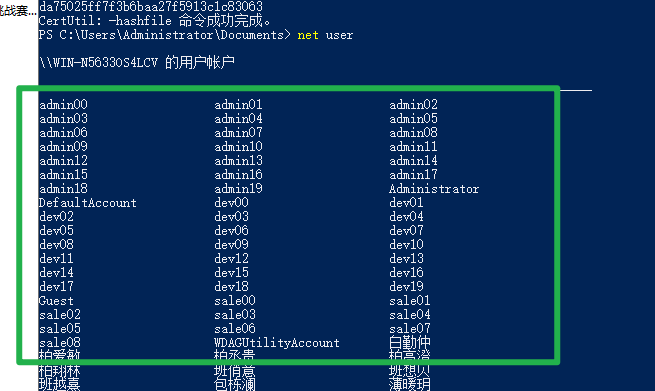 da75025ff7f3b6baa27f5913c1c83063
挑战赛...
CertUtil: -hashfile 命令成功完成。
PS C:\Users\Administrator\Documents> net user
\\WIN-N56330S4LCV 的用户帐户
admin00 admin01 admin02
admin03 admin04 admin05
admin06 admin07 admin08
admin09 admin10 admin11
admin12 admin13 admin14
admin15 admin16 admin17
admin18 admin19 Administrator
DefaultAccount dev00 dev01
dev02 dev03 dev04
dev05 dev06 dev07
dev08 dev09 dev10
dev11 dev12 dev13
dev14 dev15 dev16
dev17 dev18 dev19
Guest sale00 sale01
sale02 sale03 sale04
sale05 sale06 sale07
sale08 WDAGUtilityAccount 白勤仲
柏爱敏 柏丞贵 柏高澄
柏翔林 班俏意 班想贝
班越嘉 包栋澜 薄暖玥